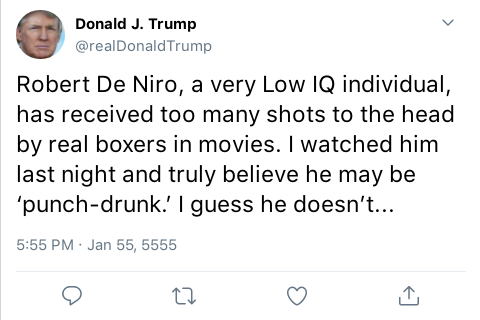 Donald J. Trump
@realDonaldTrump
Robert De Niro, a very Low IQ individual,
has received too many shots to the head
by real boxers in movies. I watched him
last night and truly believe he may be
‘punch-drunk.’ I guess he doesn’t...
5:55 PM · Jan 55, 5555